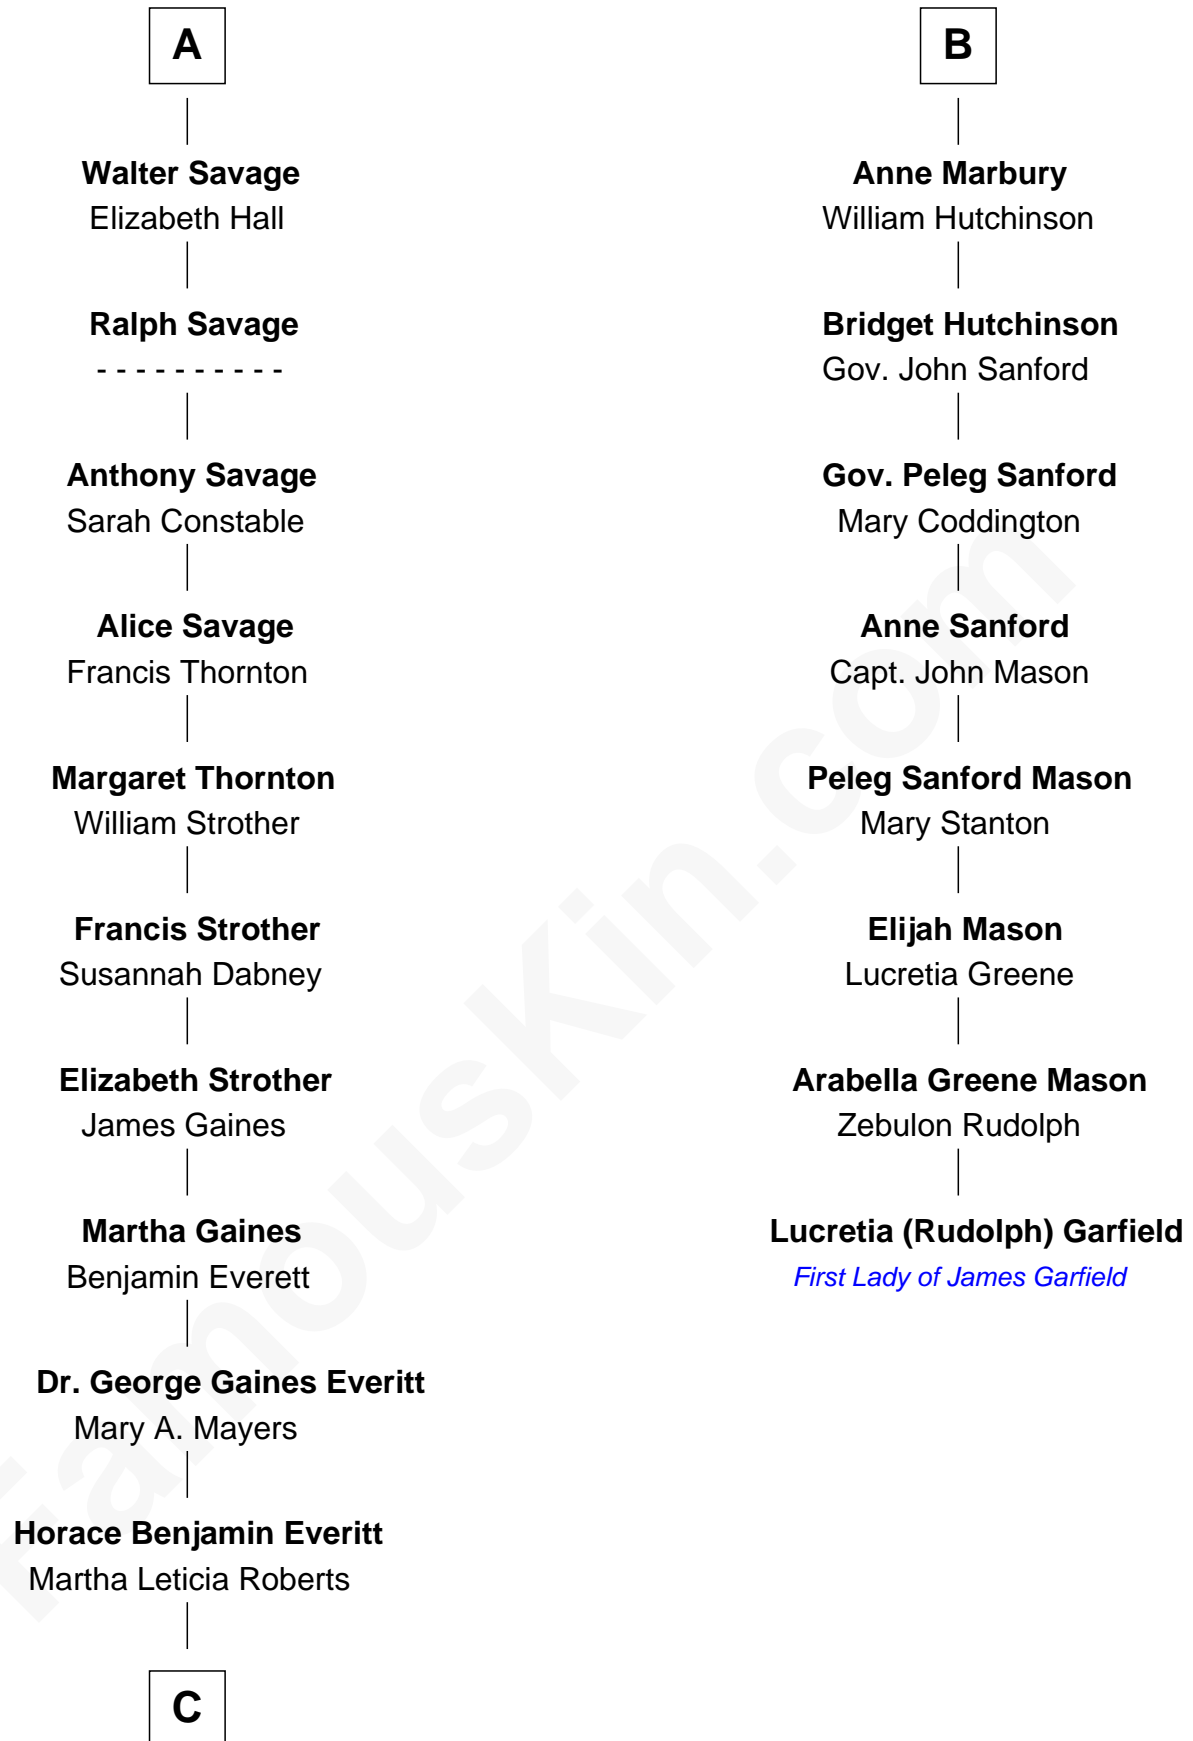 A
Walter Savage
Elizabeth Hall
Ralph Savage
- - - - - - - - - -
Anthony Savage
Sarah Constable
Alice Savage
Francis Thornton
Margaret Thornton
William Strother
Francis Strother
Susannah Dabney
Elizabeth Strother
James Gaines
Martha Gaines
Benjamin Everett
Dr. George Gaines Everitt
Mary A. Mayers
Horace Benjamin Everitt
Martha Leticia Roberts
C
B
Anne Marbury
William Hutchinson
Bridget Hutchinson
Gov. John Sanford
Gov. Peleg Sanford
Mary Coddington
Anne Sanford
Capt. John Mason
Peleg Sanford Mason
Mary Stanton
Elijah Mason
Lucretia Greene
Arabella Greene Mason
Zebulon Rudolph
Lucretia (Rudolph) Garfield
First Lady of James Garfield
FamousKin.com